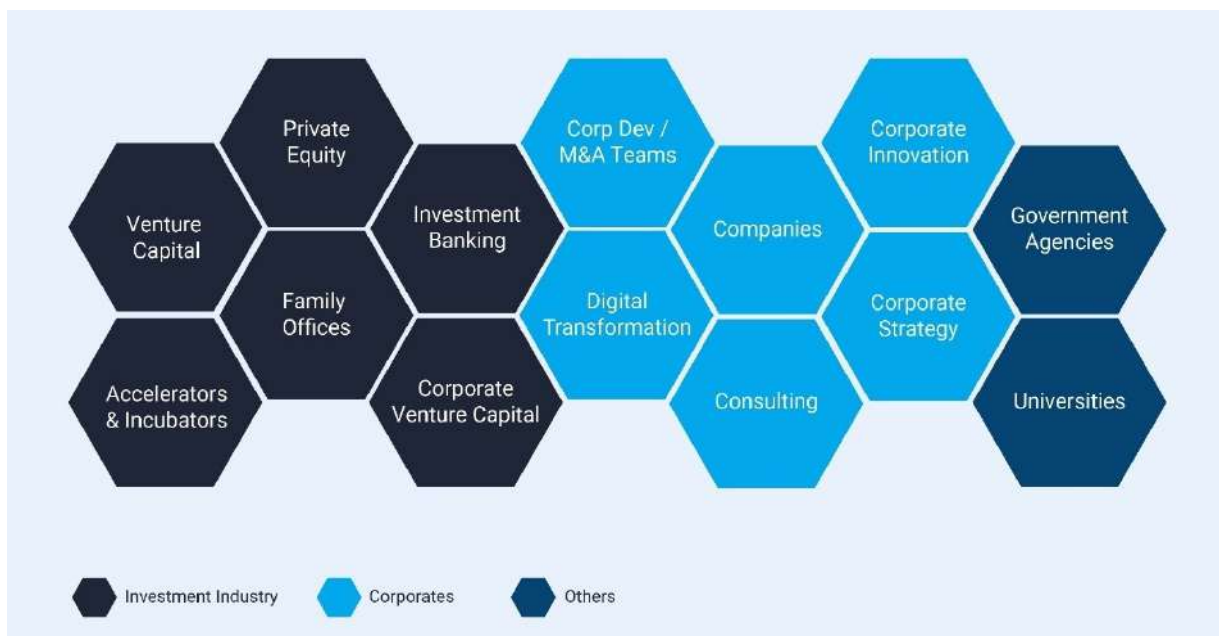 Private
Equity
Corp Dev /
M&A Teams
Corporate
Innovation
Venture
Capital
Investment
Banking
Companies
Government
Agencies
Family
Offices
Digital
Transformation
Corporate
Strategy
Accelerators
& Incubators
Corporate
Venture Capital
Consulting
Universities
Investment Industry
Corporates
Others